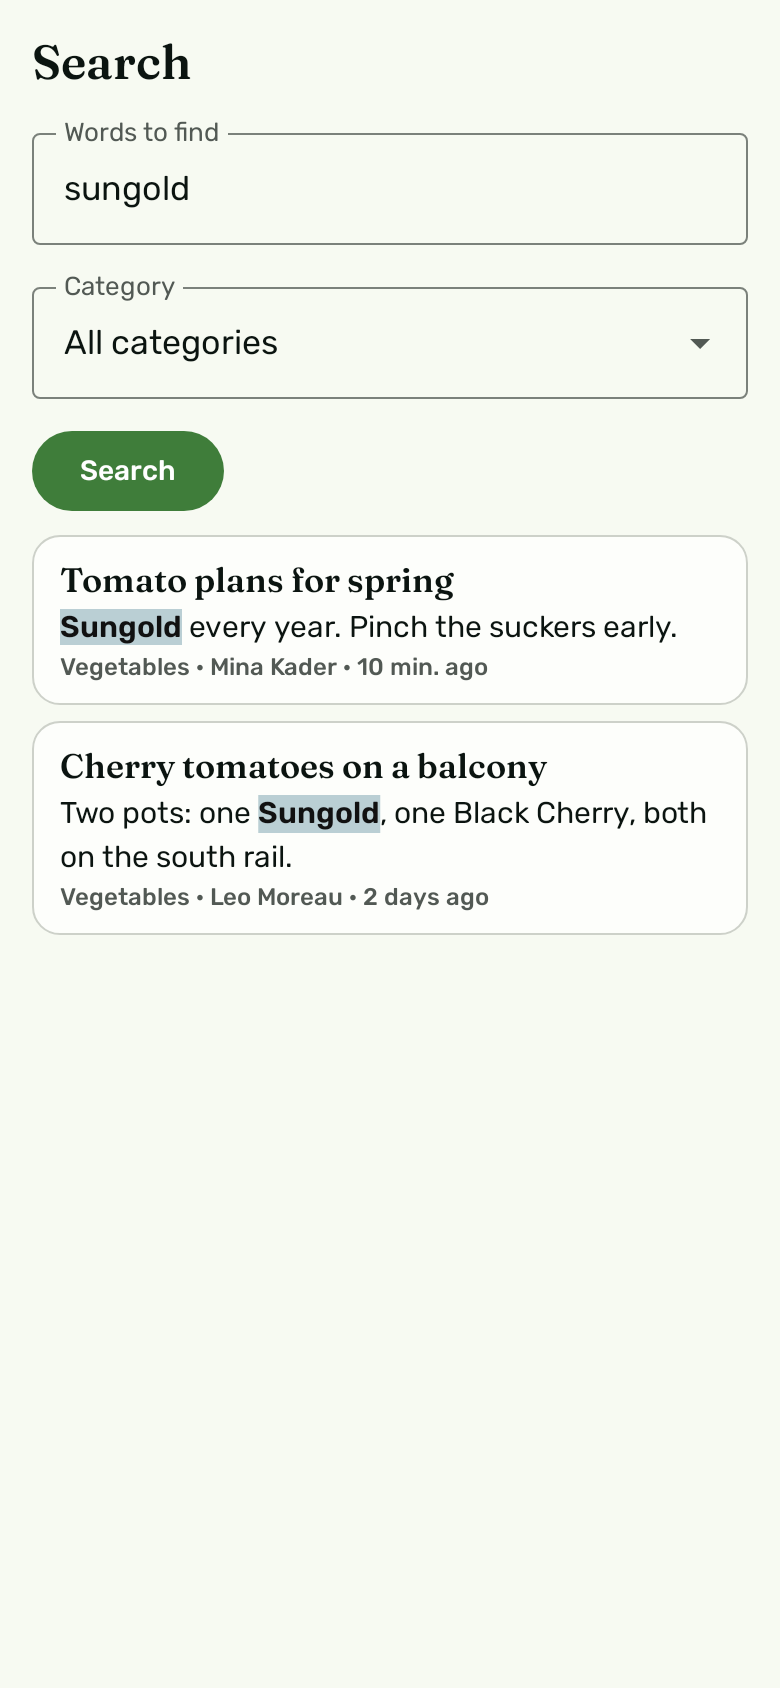 Search
Words to find
sungold
Category
All categories
Search
Tomato plans for spring
Sungold every year. Pinch the suckers early.
Vegetables • Mina Kader • 10 min. ago
Cherry tomatoes on a balcony
Two pots: one Sungold, one Black Cherry, both
on the south rail.
Vegetables • Leo Moreau • 2 days ago